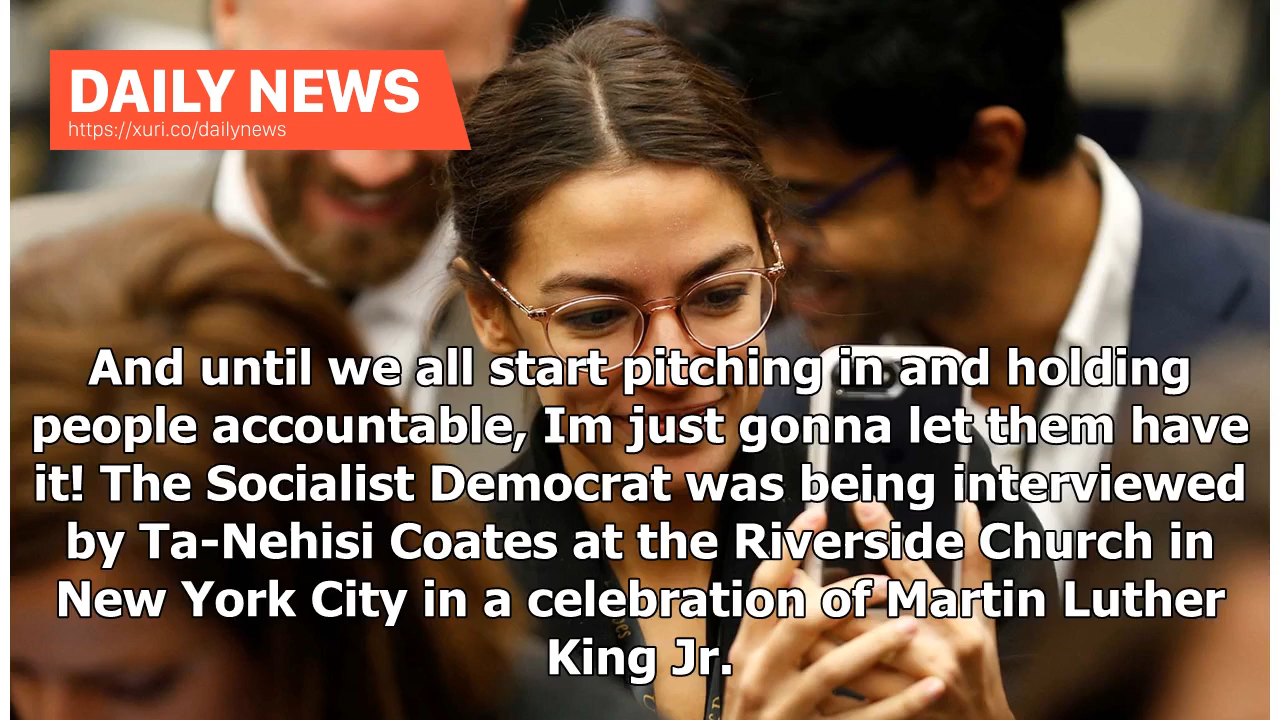 DAILY NEWS
https://xuri.co/dailynews
And until we all start pitching in and holding
people accountable, Im just gonna let them have
it! The Socialist Democrat was being interviewed
by Ta-Nehisi Coates at the Riverside Church in
New York City in a celebration of Martin Luther
King Jr.